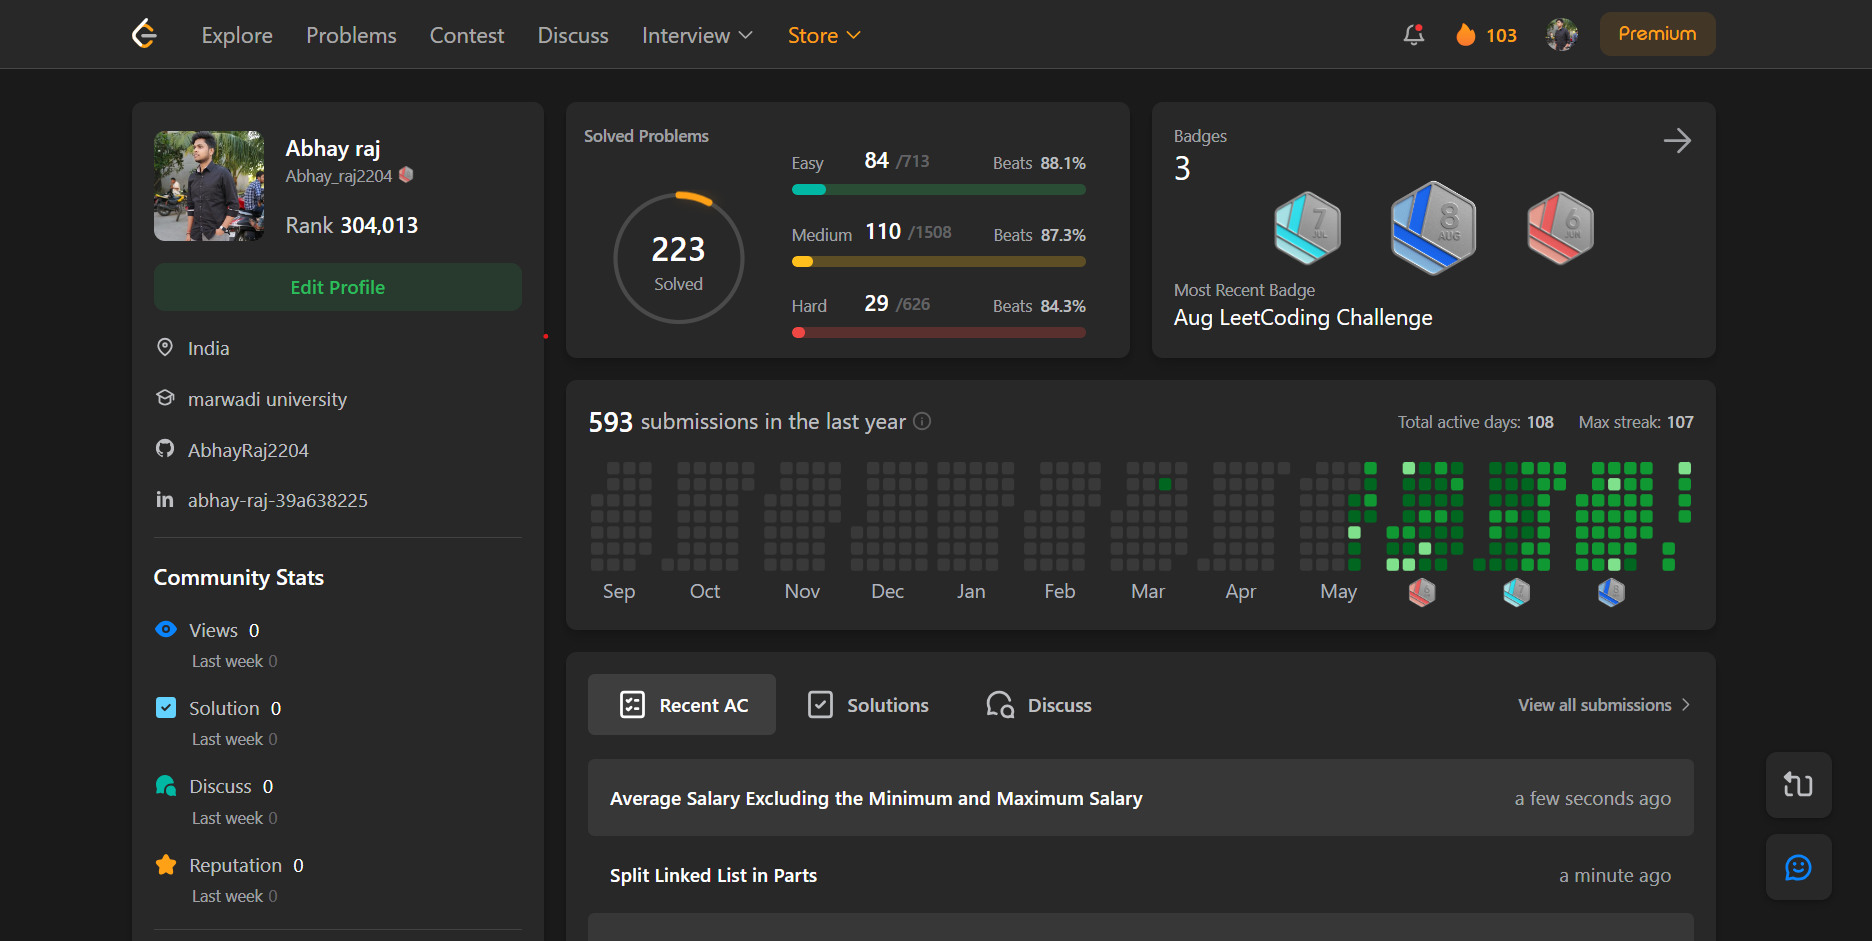 Explore Problems Contest Discuss Interview Store 103 Premium
Abhay raj
Abhay_raj2204
Rank 304,013
Edit Profile
India
marwadi university
AbhayRaj2204
in abhay-raj-39a638225
Community Stats
Views 0
Last week 0
Solution 0
Last week 0
Discuss 0
Last week 0
Reputation 0
Last week 0
Solved Problems
223
Solved
Easy 84 /713 Beats 88.1%
Medium 110 /1508 Beats 87.3%
Hard 29 /626 Beats 84.3%
Badges
3
7
JUL
8
AUG
6
JUN
Most Recent Badge
Aug LeetCoding Challenge
593 submissions in the last year Total active days: 108 Max streak: 107
Sep Oct Nov Dec Jan Feb Mar Apr May
Recent AC Solutions Discuss View all submissions
Average Salary Excluding the Minimum and Maximum Salary a few seconds ago
Split Linked List in Parts a minute ago